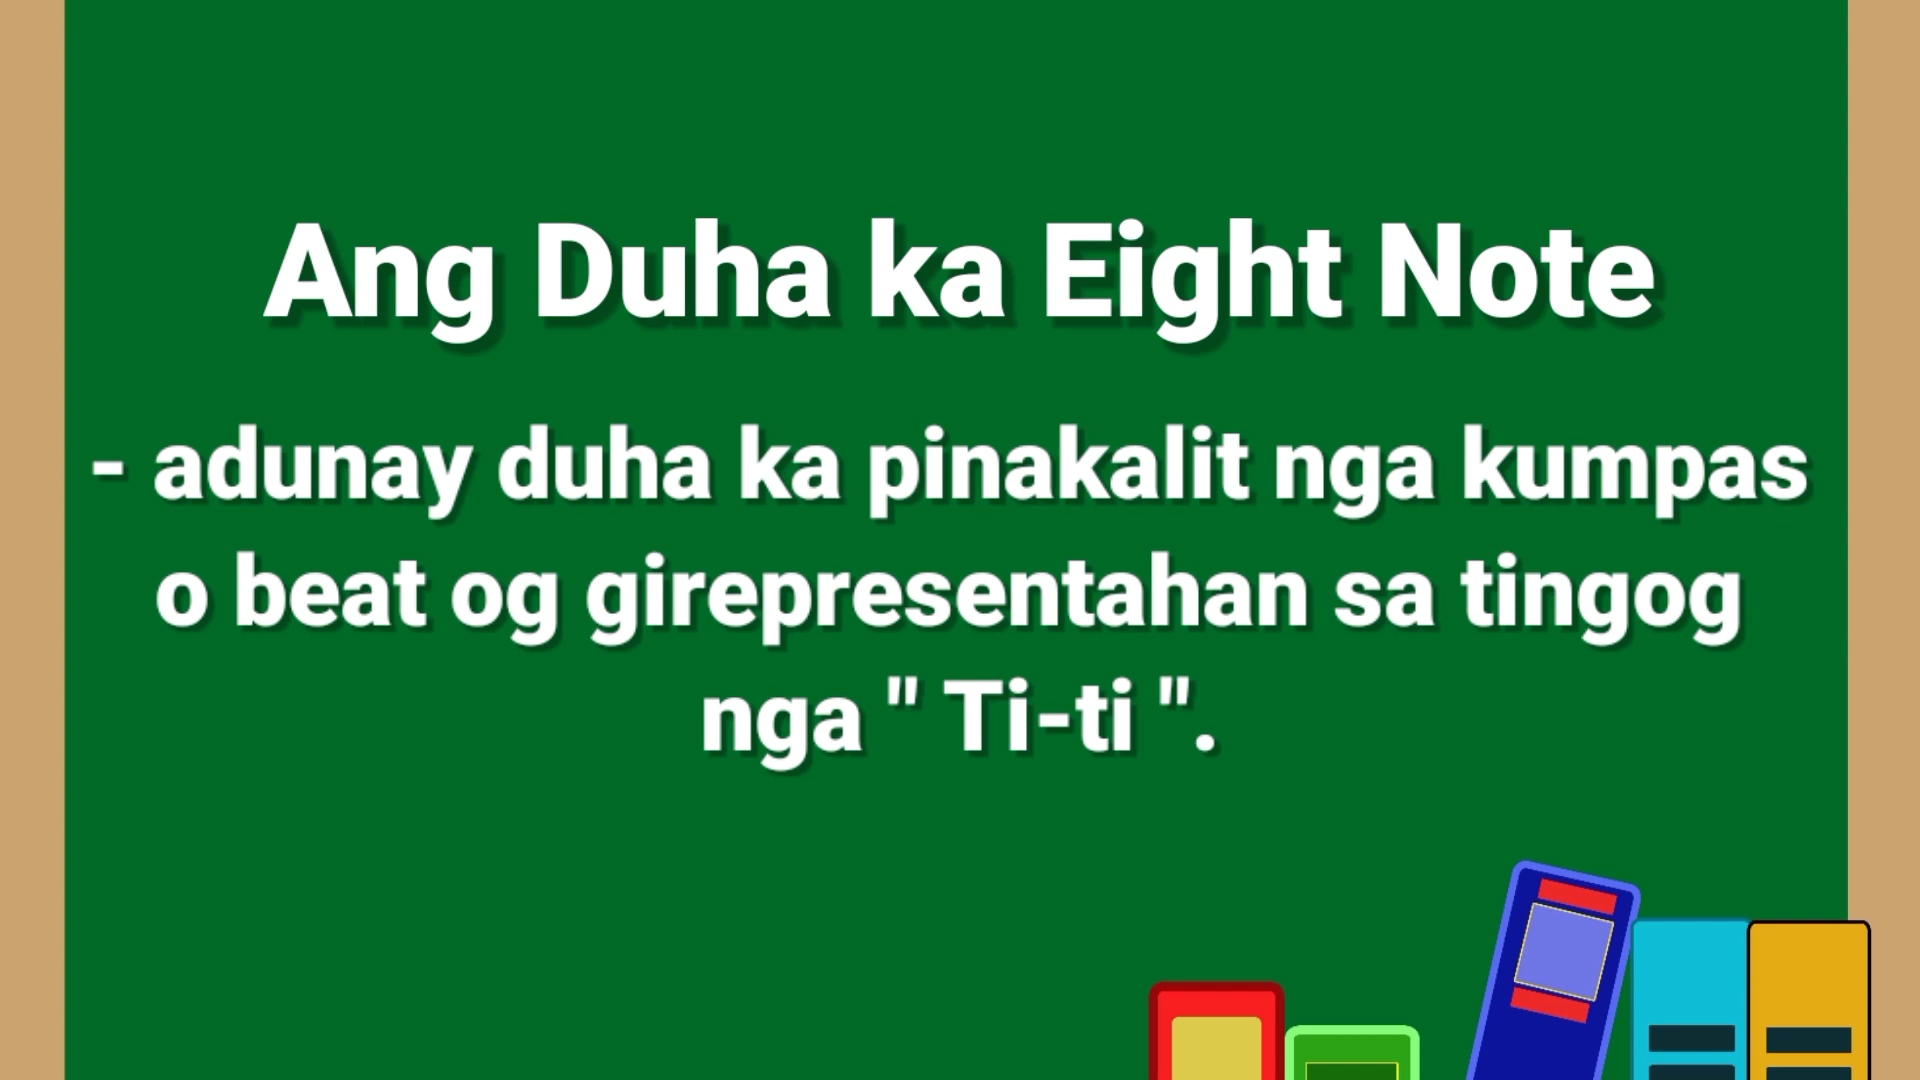 Ang Duha ka Eight Note
- adunay duha ka pinakalit nga kumpas
o beat og girepresentahan sa tingog
nga " Ti-ti ".